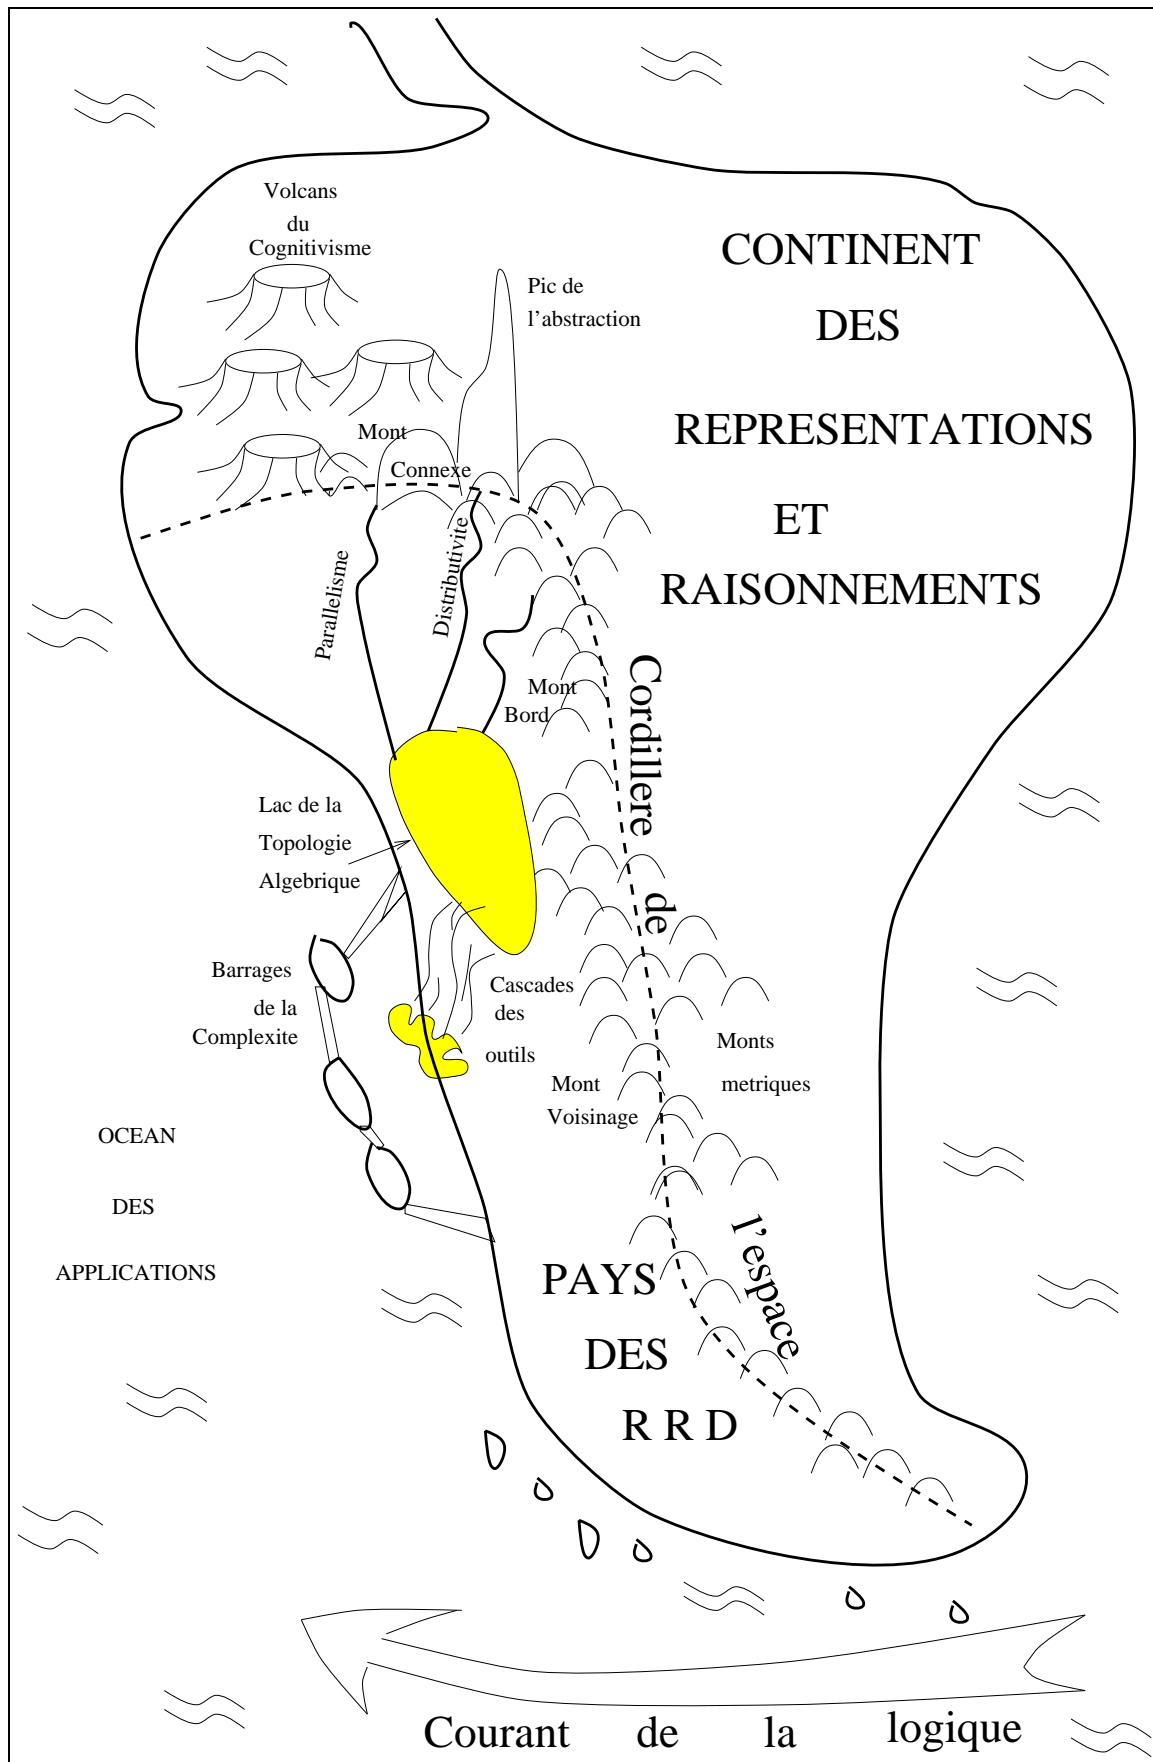 Volcans
du
Cognitivisme
CONTINENT
DES
REPRESENTATIONS
ET
RAISONNEMENTS
Pic de
l'abstraction
Mont
Connexe
Parallelisme
Distributivite
Mont
Bord
Cordillere de l'espace
Lac de la
Topologie
Algebrique
Barrages
de la
Complexite
Cascades
des
outils
Monts
metriques
Mont
Voisinage
OCEAN
DES
APPLICATIONS
PAYS
DES
R R D
Courant de la logique